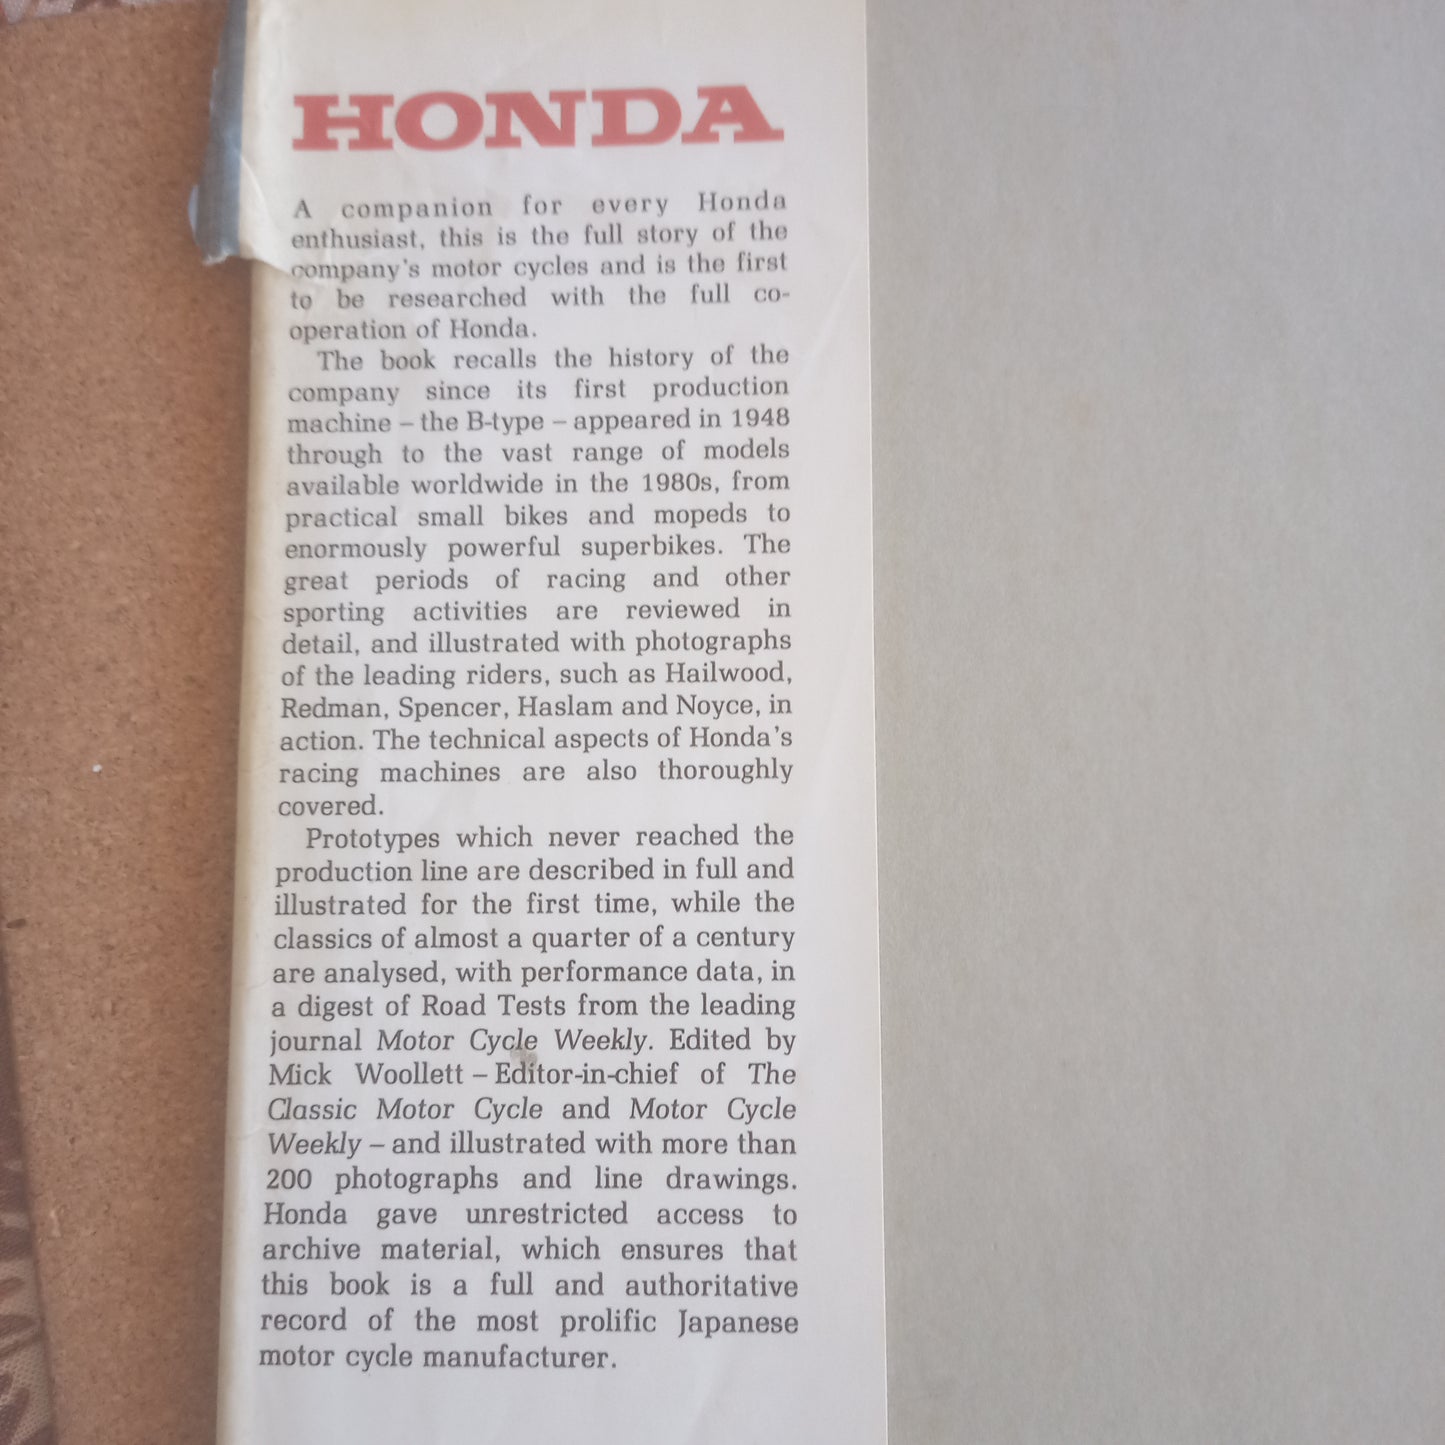 HONDA
A companion for every Honda
enthusiast, this is the full story of the
company's motor cycles and is the first
to be researched with the full co-
operation of Honda.
The book recalls the history of the
company since its first production
machine – the B-type – appeared in 1948
through to the vast range of models
available worldwide in the 1980s, from
practical small bikes and mopeds to
enormously powerful superbikes. The
great periods of racing and other
sporting activities are reviewed in
detail, and illustrated with photographs
of the leading riders, such as Hailwood,
Redman, Spencer, Haslam and Noyce, in
action. The technical aspects of Honda's
racing machines are also thoroughly
covered.
Prototypes which never reached the
production line are described in full and
illustrated for the first time, while the
classics of almost a quarter of a century
are analysed, with performance data, in
a digest of Road Tests from the leading
journal Motor Cycle Weekly. Edited by
Mick Woollett – Editor-in-chief of The
Classic Motor Cycle and Motor Cycle
Weekly – and illustrated with more than
200 photographs and line drawings.
Honda gave unrestricted access to
archive material, which ensures that
this book is a full and authoritative
record of the most prolific Japanese
motor cycle manufacturer.